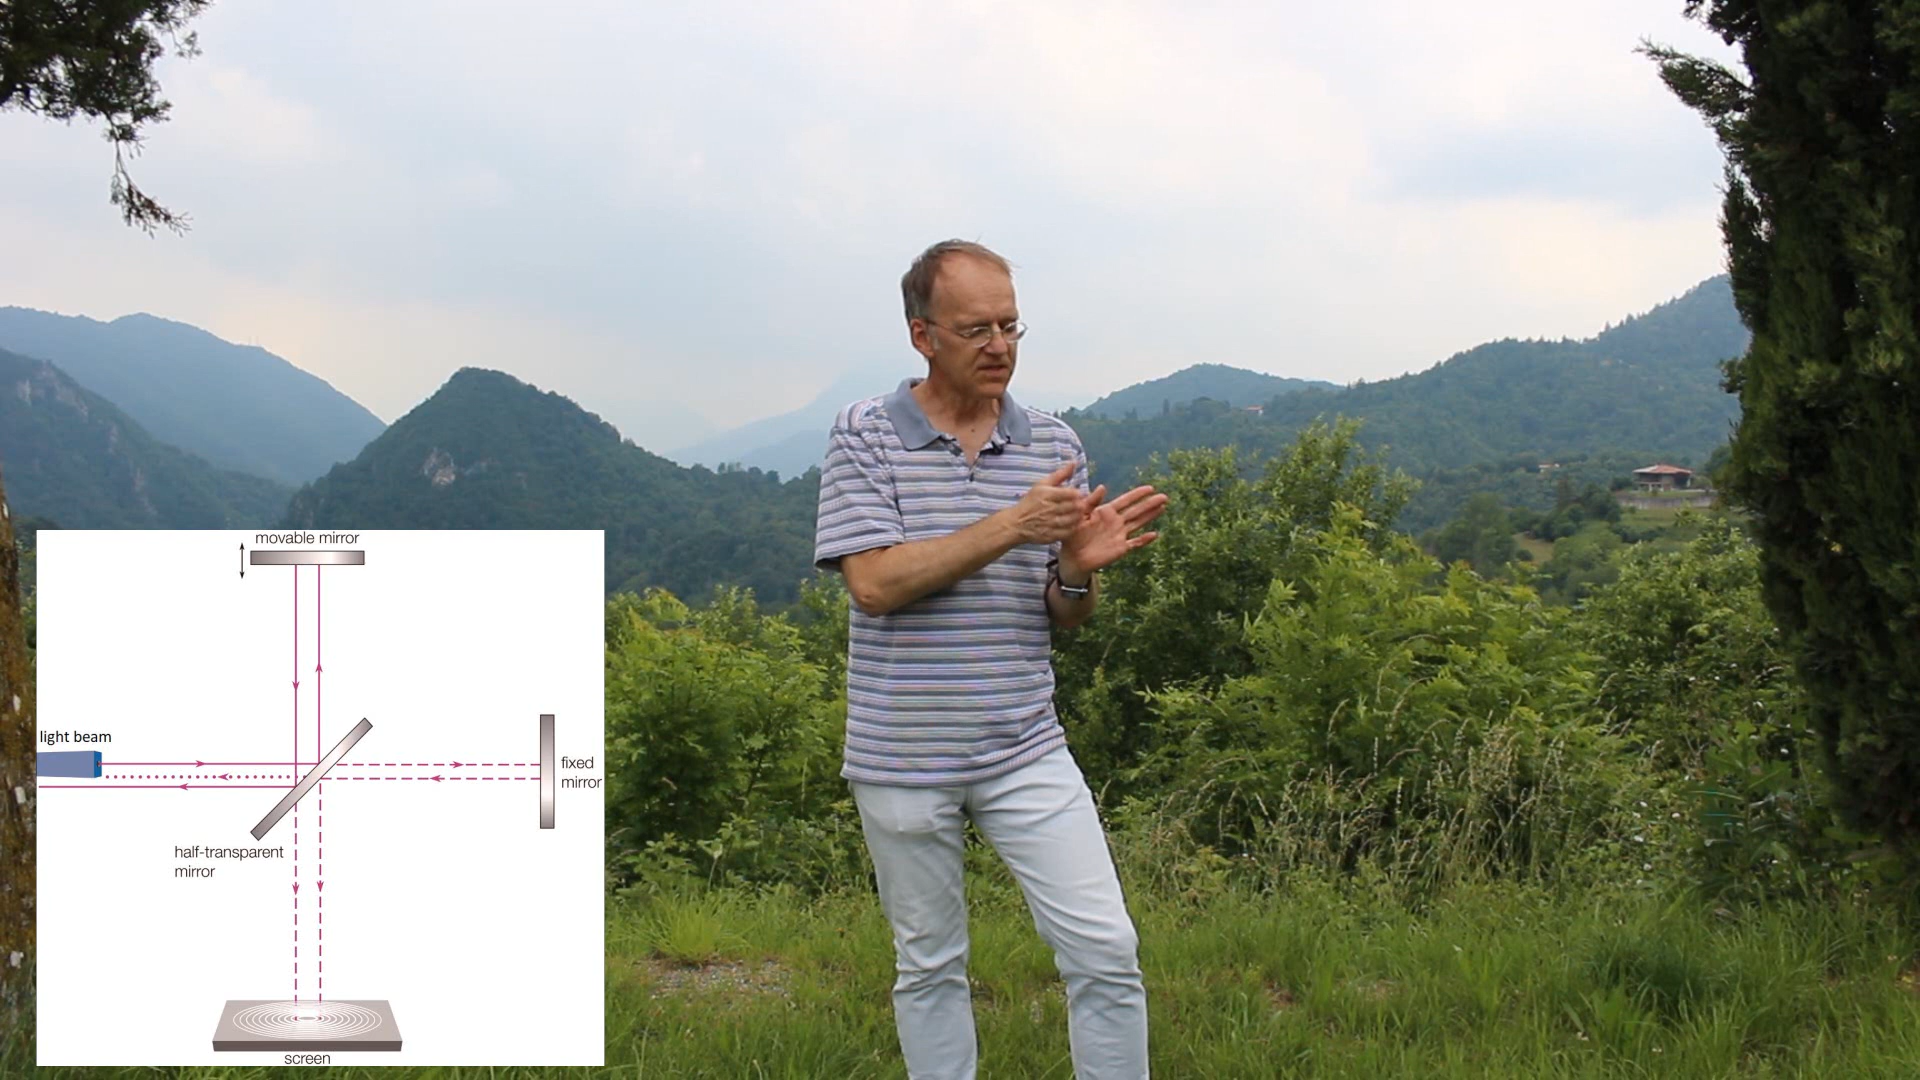 movable mirror
light beam
fixed
mirror
half-transparent
mirror
screen